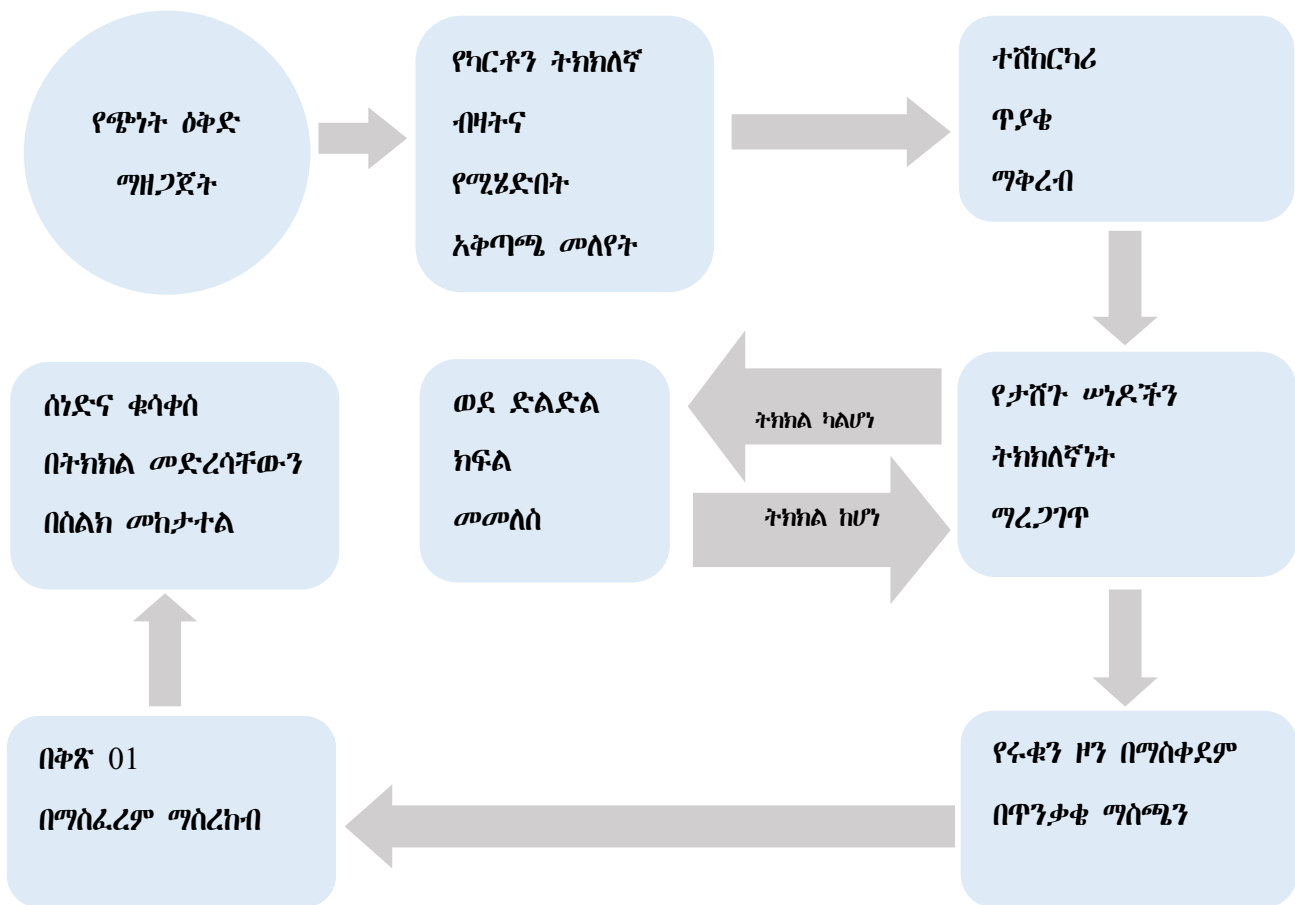 የጭነት ዕቅድ
ማዘጋጀት
የካርቶን ትክክለኛ
ብዛትና
የሚሄድበት
አቅጣጫ መለየት
ተሽከርካሪ
ጥያቄ
ማቅረብ
የታሸጉ ሠነዶችን
ትክክለኛነት
ማረጋገጥ
ትክክል ካልሆነ
ትክክል ከሆነ
ወደ ድልድል
ክፍል
መመለስ
የሩቁን ዞን በማስቀደም
በጥንቃቄ ማስጫን
በቅጽ 01
በማስፈረም ማስረከብ
ሰነድና ቁሳቀስ
በትክክል መድረሳቸውን
በስልክ መከታተል